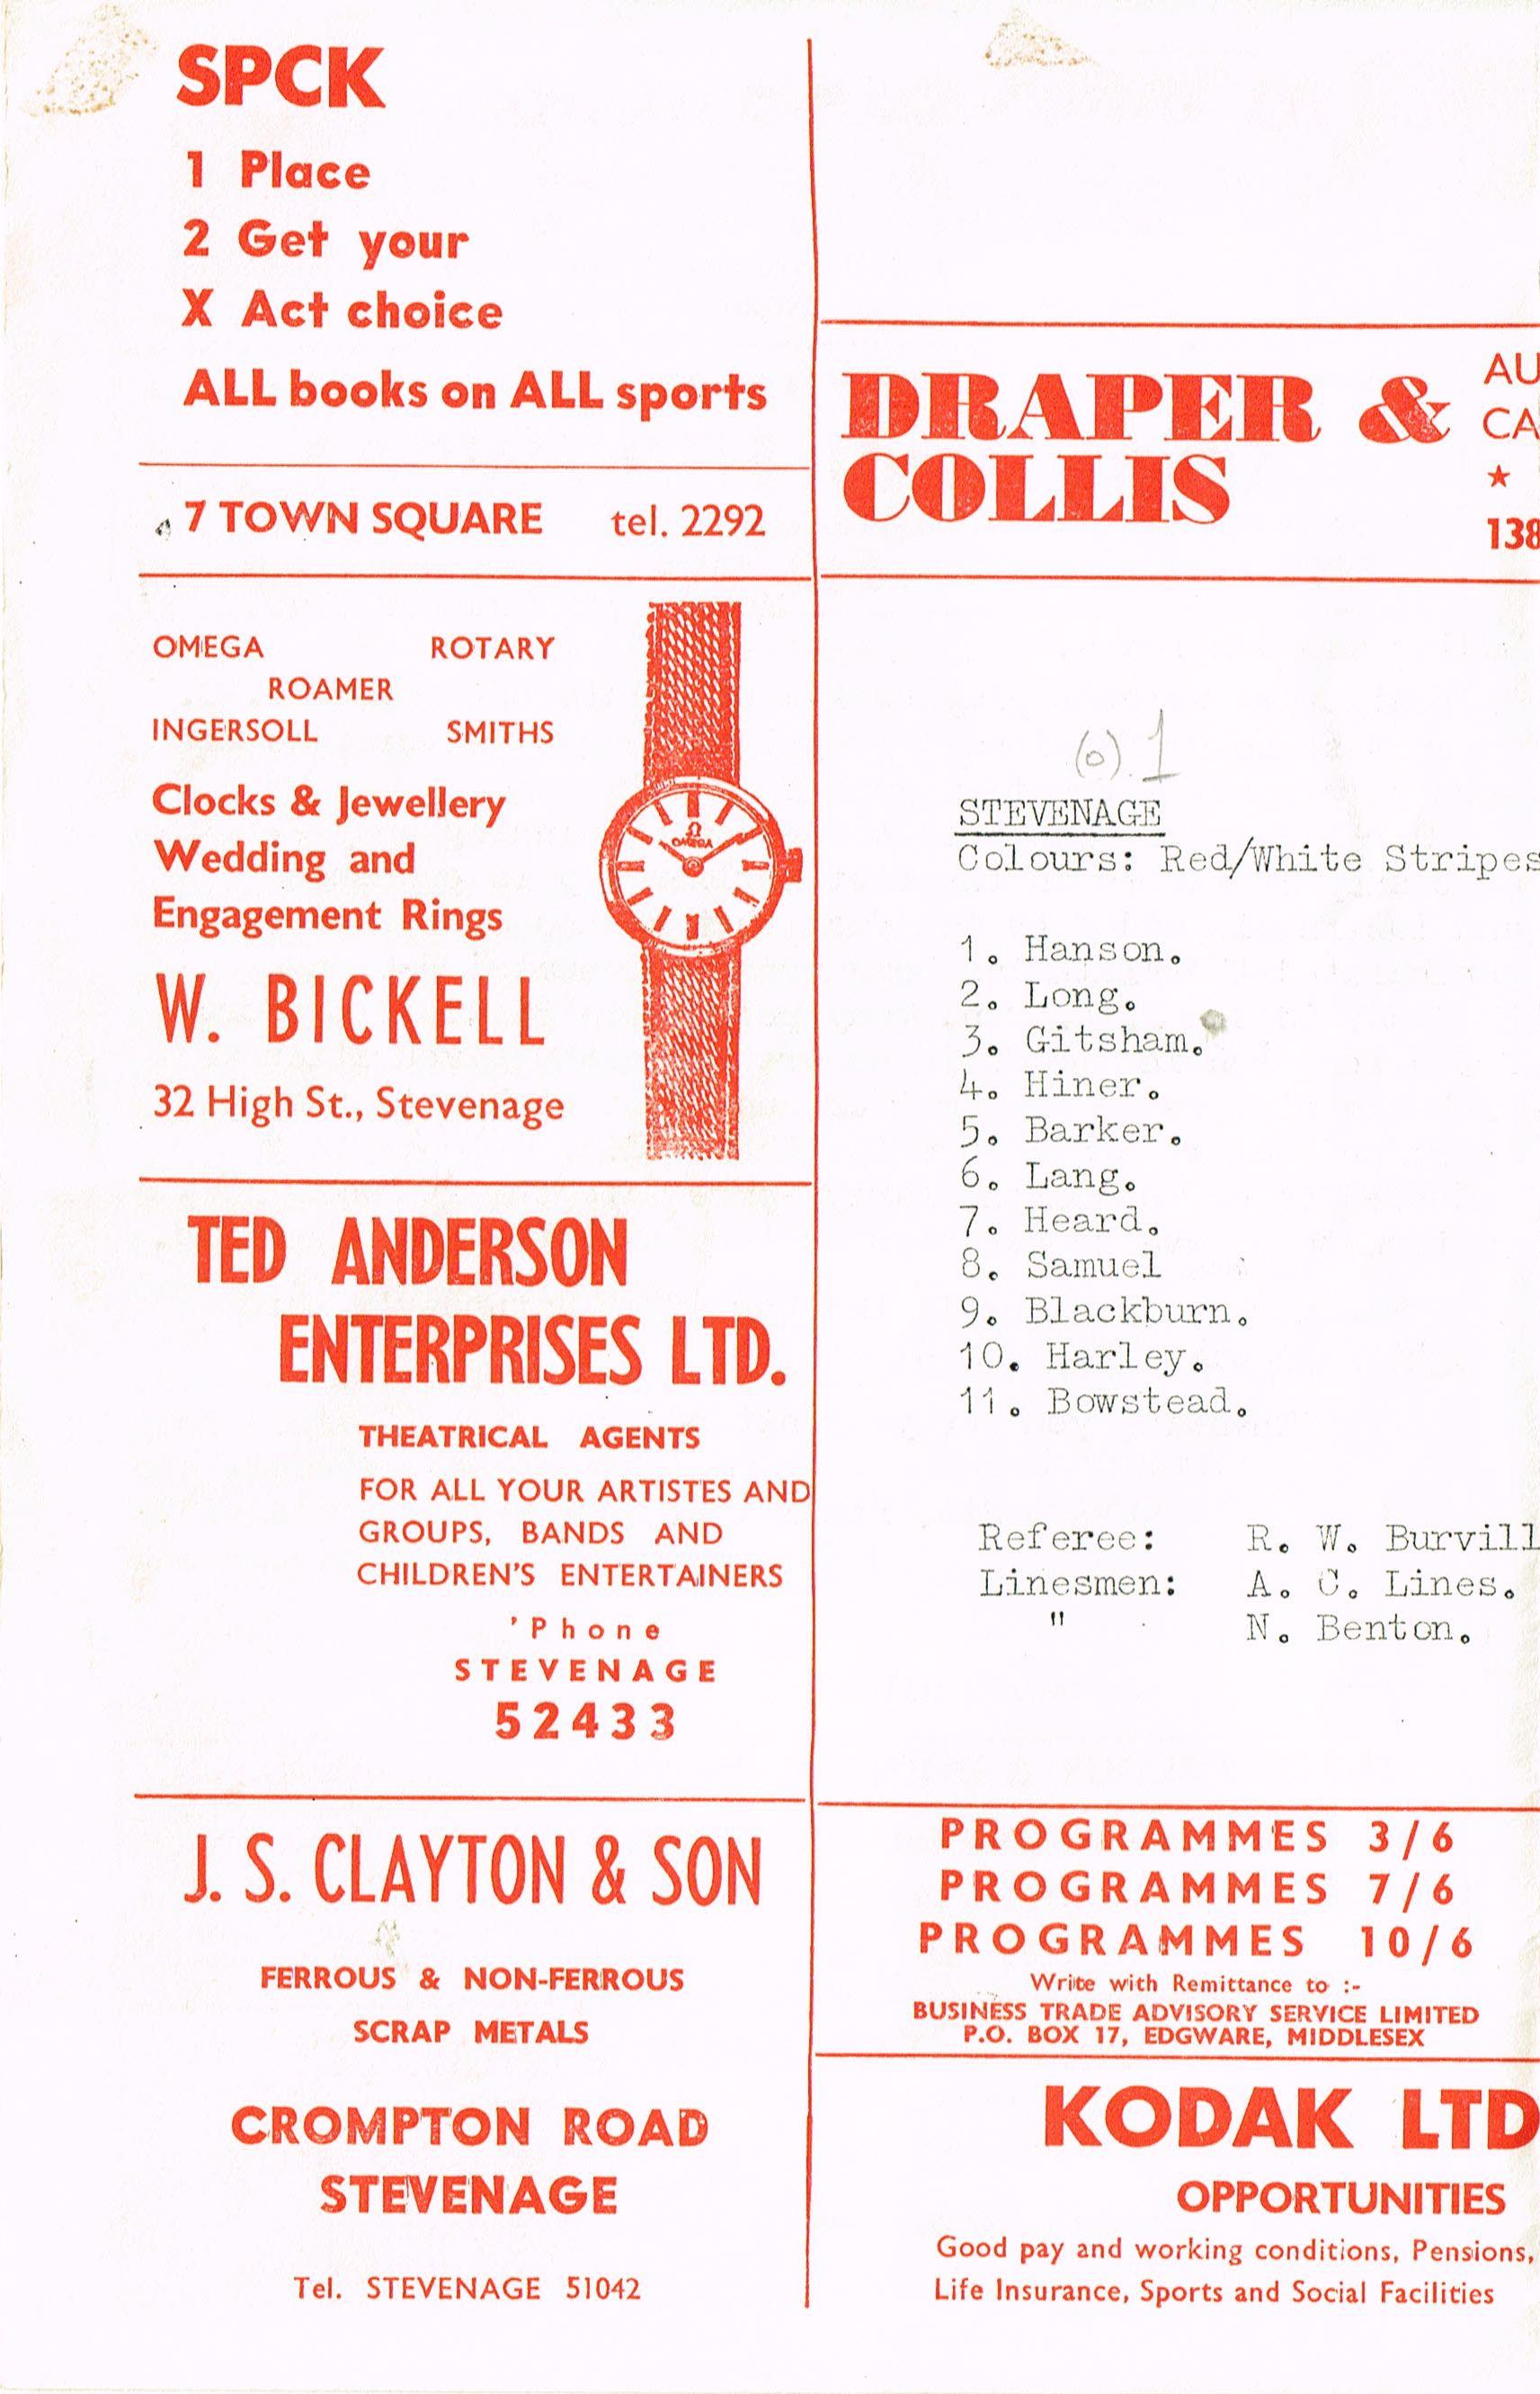 SPCK
1 Place
2 Get your
X Act choice
ALL books on ALL sports
7 TOWN SQUARE tel. 2292
OMEGA ROTARY
ROAMER
INGERSOLL SMITHS
Clocks & Jewellery
Wedding and
Engagement Rings
W. BICKELL
32 High St., Stevenage
Ω
OMEGA
TED ANDERSON
ENTERPRISES LTD.
THEATRICAL AGENTS
FOR ALL YOUR ARTISTES AND
GROUPS, BANDS AND
CHILDREN'S ENTERTAINERS
'Phone
STEVENAGE
52433
J. S. CLAYTON & SON
FERROUS & NON-FERROUS
SCRAP METALS
CROMPTON ROAD
STEVENAGE
Tel. STEVENAGE 51042
DRAPER &
COLLIS
AU
CA
★
138
(0). 1
STEVENAGE
Colours: Red/White Stripes
1. Hanson.
2. Long.
3. Gitsham.
4. Hiner.
5. Barker.
6. Lang.
7. Heard.
8. Samuel
9. Blackburn.
10. Harley.
11. Bowstead.
Referee: R. W. Burvill
Linesmen: A. C. Lines.
" N. Benton.
PROGRAMMES 3/6
PROGRAMMES 7/6
PROGRAMMES 10/6
Write with Remittance to :-
BUSINESS TRADE ADVISORY SERVICE LIMITED
P.O. BOX 17, EDGWARE, MIDDLESEX
KODAK LTD
OPPORTUNITIES
Good pay and working conditions, Pensions,
Life Insurance, Sports and Social Facilities